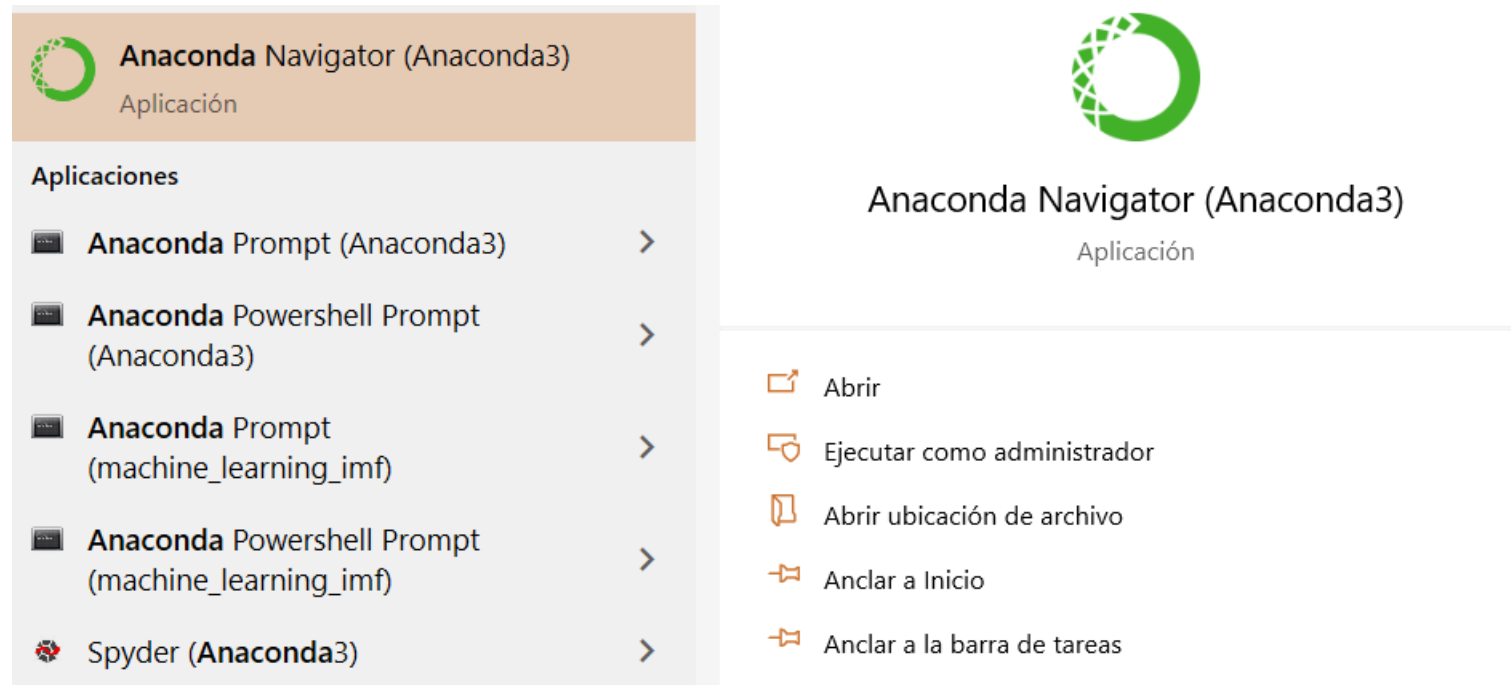 Anaconda Navigator (Anaconda3)
Aplicación
Aplicaciones
Anaconda Prompt (Anaconda3)
Anaconda Powershell Prompt
(Anaconda3)
Anaconda Prompt
(machine_learning_imf)
Anaconda Powershell Prompt
(machine_learning_imf)
Spyder (Anaconda3)
Anaconda Navigator (Anaconda3)
Aplicación
Abrir
Ejecutar como administrador
Abrir ubicación de archivo
Anclar a Inicio
Anclar a la barra de tareas